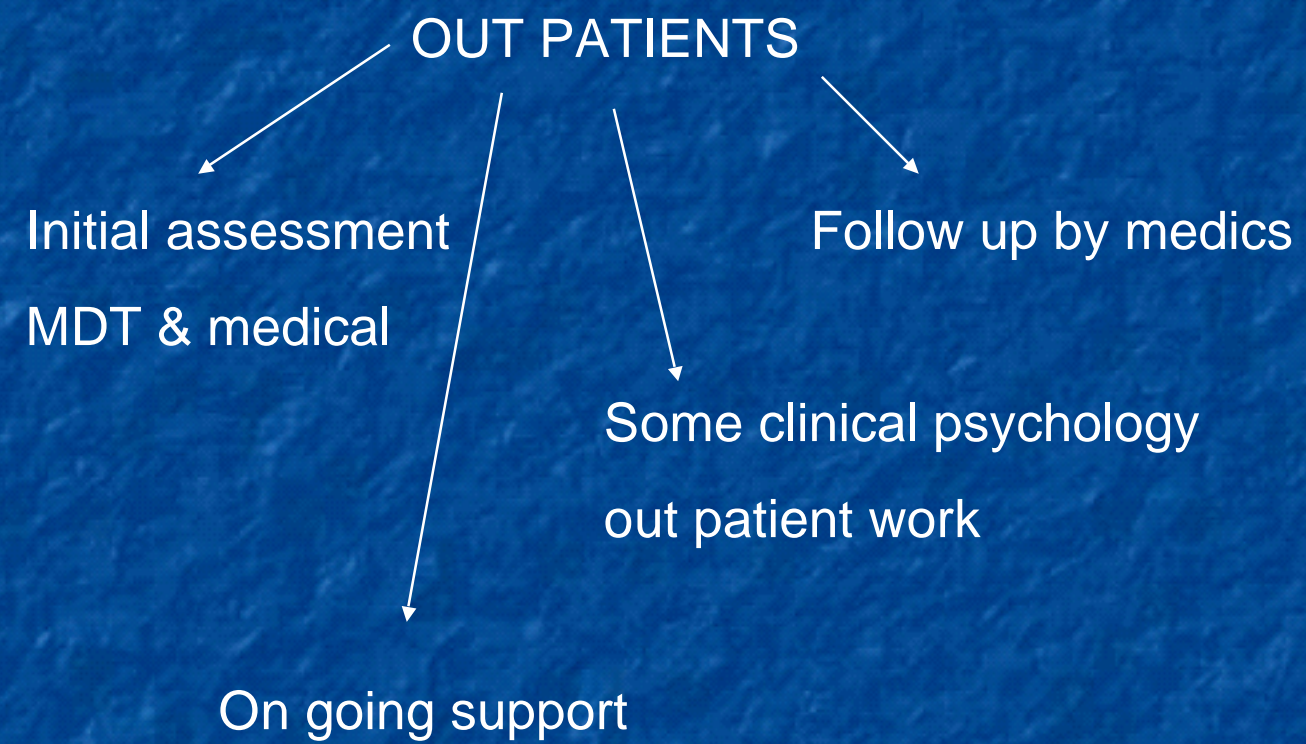 OUT PATIENTS
Initial assessment
MDT & medical
Follow up by medics
Some clinical psychology
out patient work
On going support